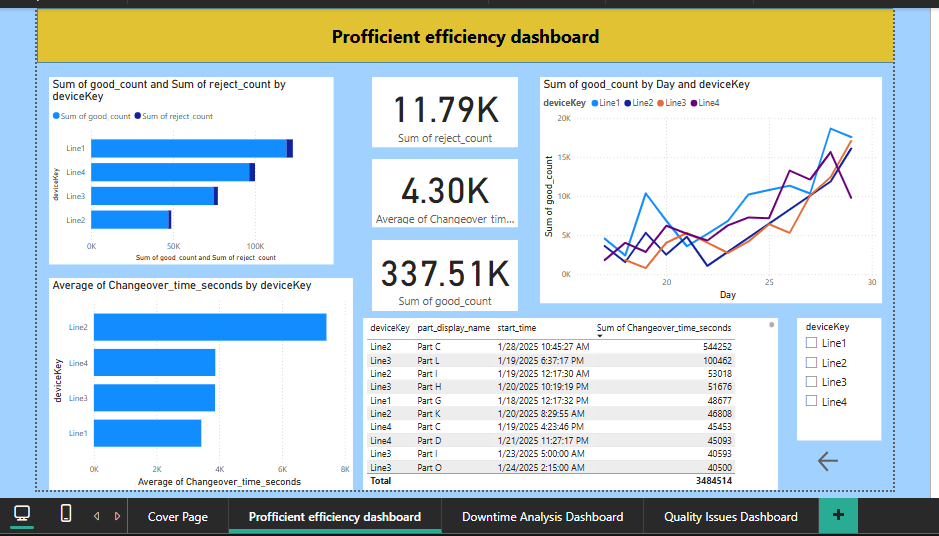 Profficient efficiency dashboard
Sum of good_count and Sum of reject_count by
deviceKey
Sum of good_count Sum of reject_count
deviceKey
Line1
Line4
Line3
Line2
0K 50K 100K
Sum of good_count and Sum of reject_count
11.79K
Sum of reject_count
4.30K
Average of Changeover_tim...
337.51K
Sum of good_count
Sum of good_count by Day and deviceKey
deviceKey Line1 Line2 Line3 Line4
Sum of good_count
20K
15K
10K
5K
0K
20 25 30
Day
Average of Changeover_time_seconds by deviceKey
deviceKey
Line2
Line4
Line3
Line1
0K 2K 4K 6K 8K
Average of Changeover_time_seconds
deviceKey part_display_name start_time Sum of Changeover_time_seconds
Line2 Part C 1/28/2025 10:45:27 AM 544252
Line3 Part L 1/19/2025 6:37:17 PM 100462
Line2 Part I 1/19/2025 12:17:30 AM 53018
Line3 Part H 1/20/2025 10:19:19 PM 51676
Line1 Part G 1/18/2025 12:17:32 PM 48677
Line2 Part K 1/20/2025 8:29:55 AM 46808
Line4 Part C 1/19/2025 4:23:46 PM 45453
Line4 Part D 1/21/2025 11:27:17 PM 45093
Line3 Part I 1/23/2025 5:00:00 AM 40593
Line3 Part O 1/24/2025 2:15:00 AM 40500
Total 3484514
deviceKey
Line1
Line2
Line3
Line4
Cover Page Profficient efficiency dashboard Downtime Analysis Dashboard Quality Issues Dashboard +